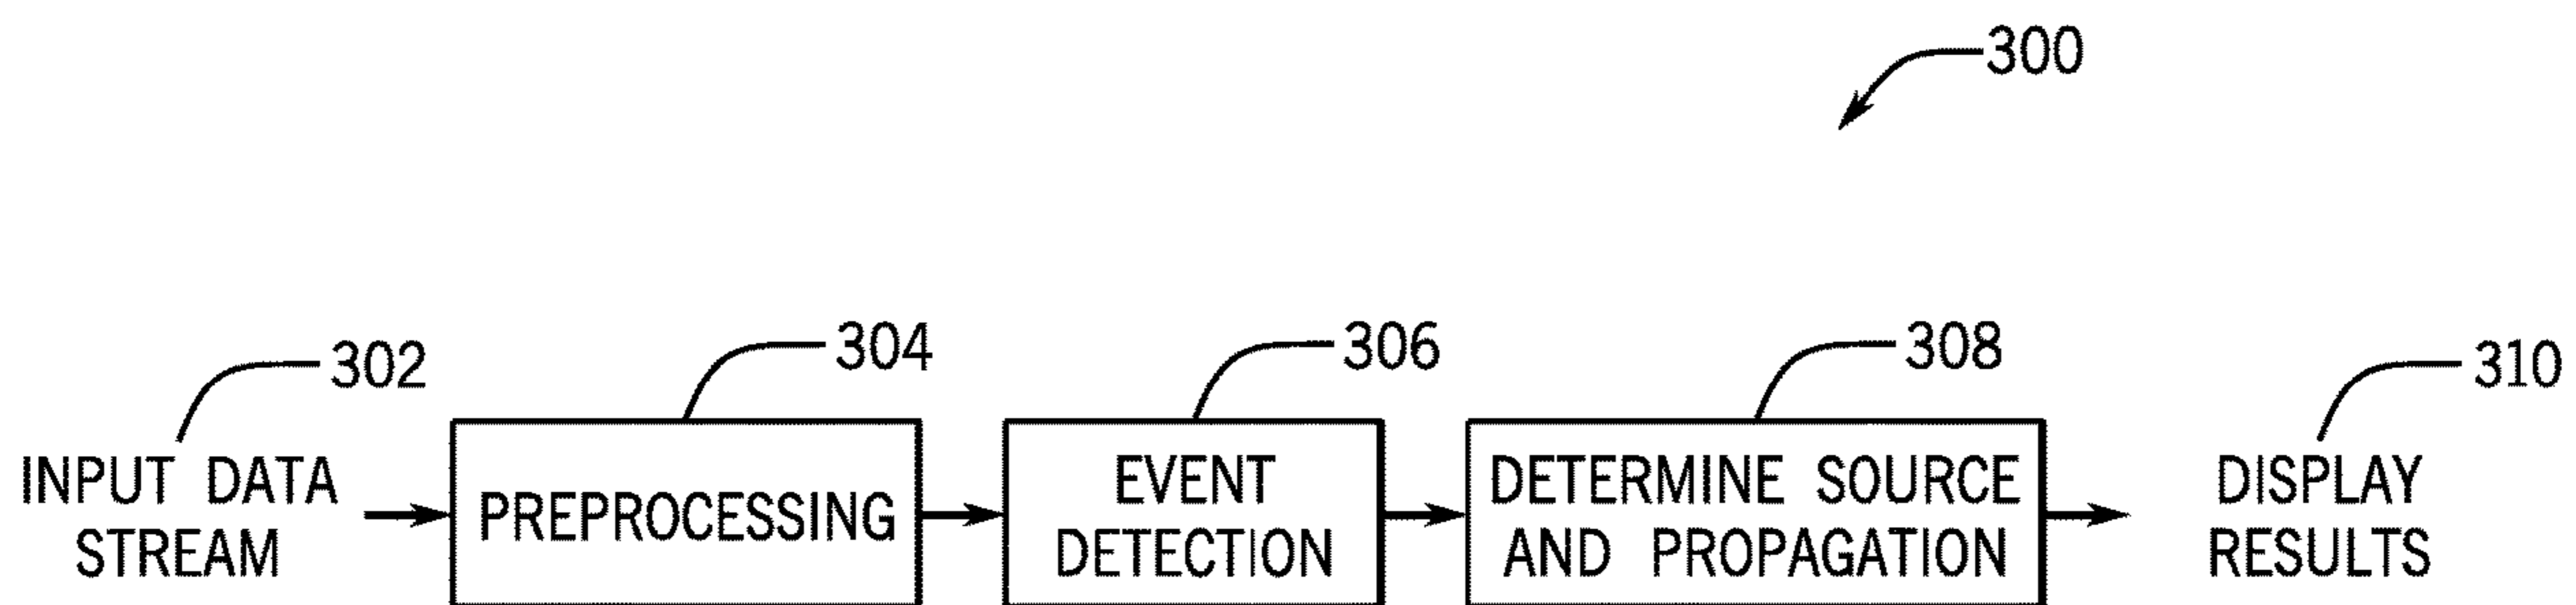 300
302
304
306
308
310
INPUT DATA
STREAM
PREPROCESSING
EVENT
DETECTION
DETERMINE SOURCE
AND PROPAGATION
DISPLAY
RESULTS